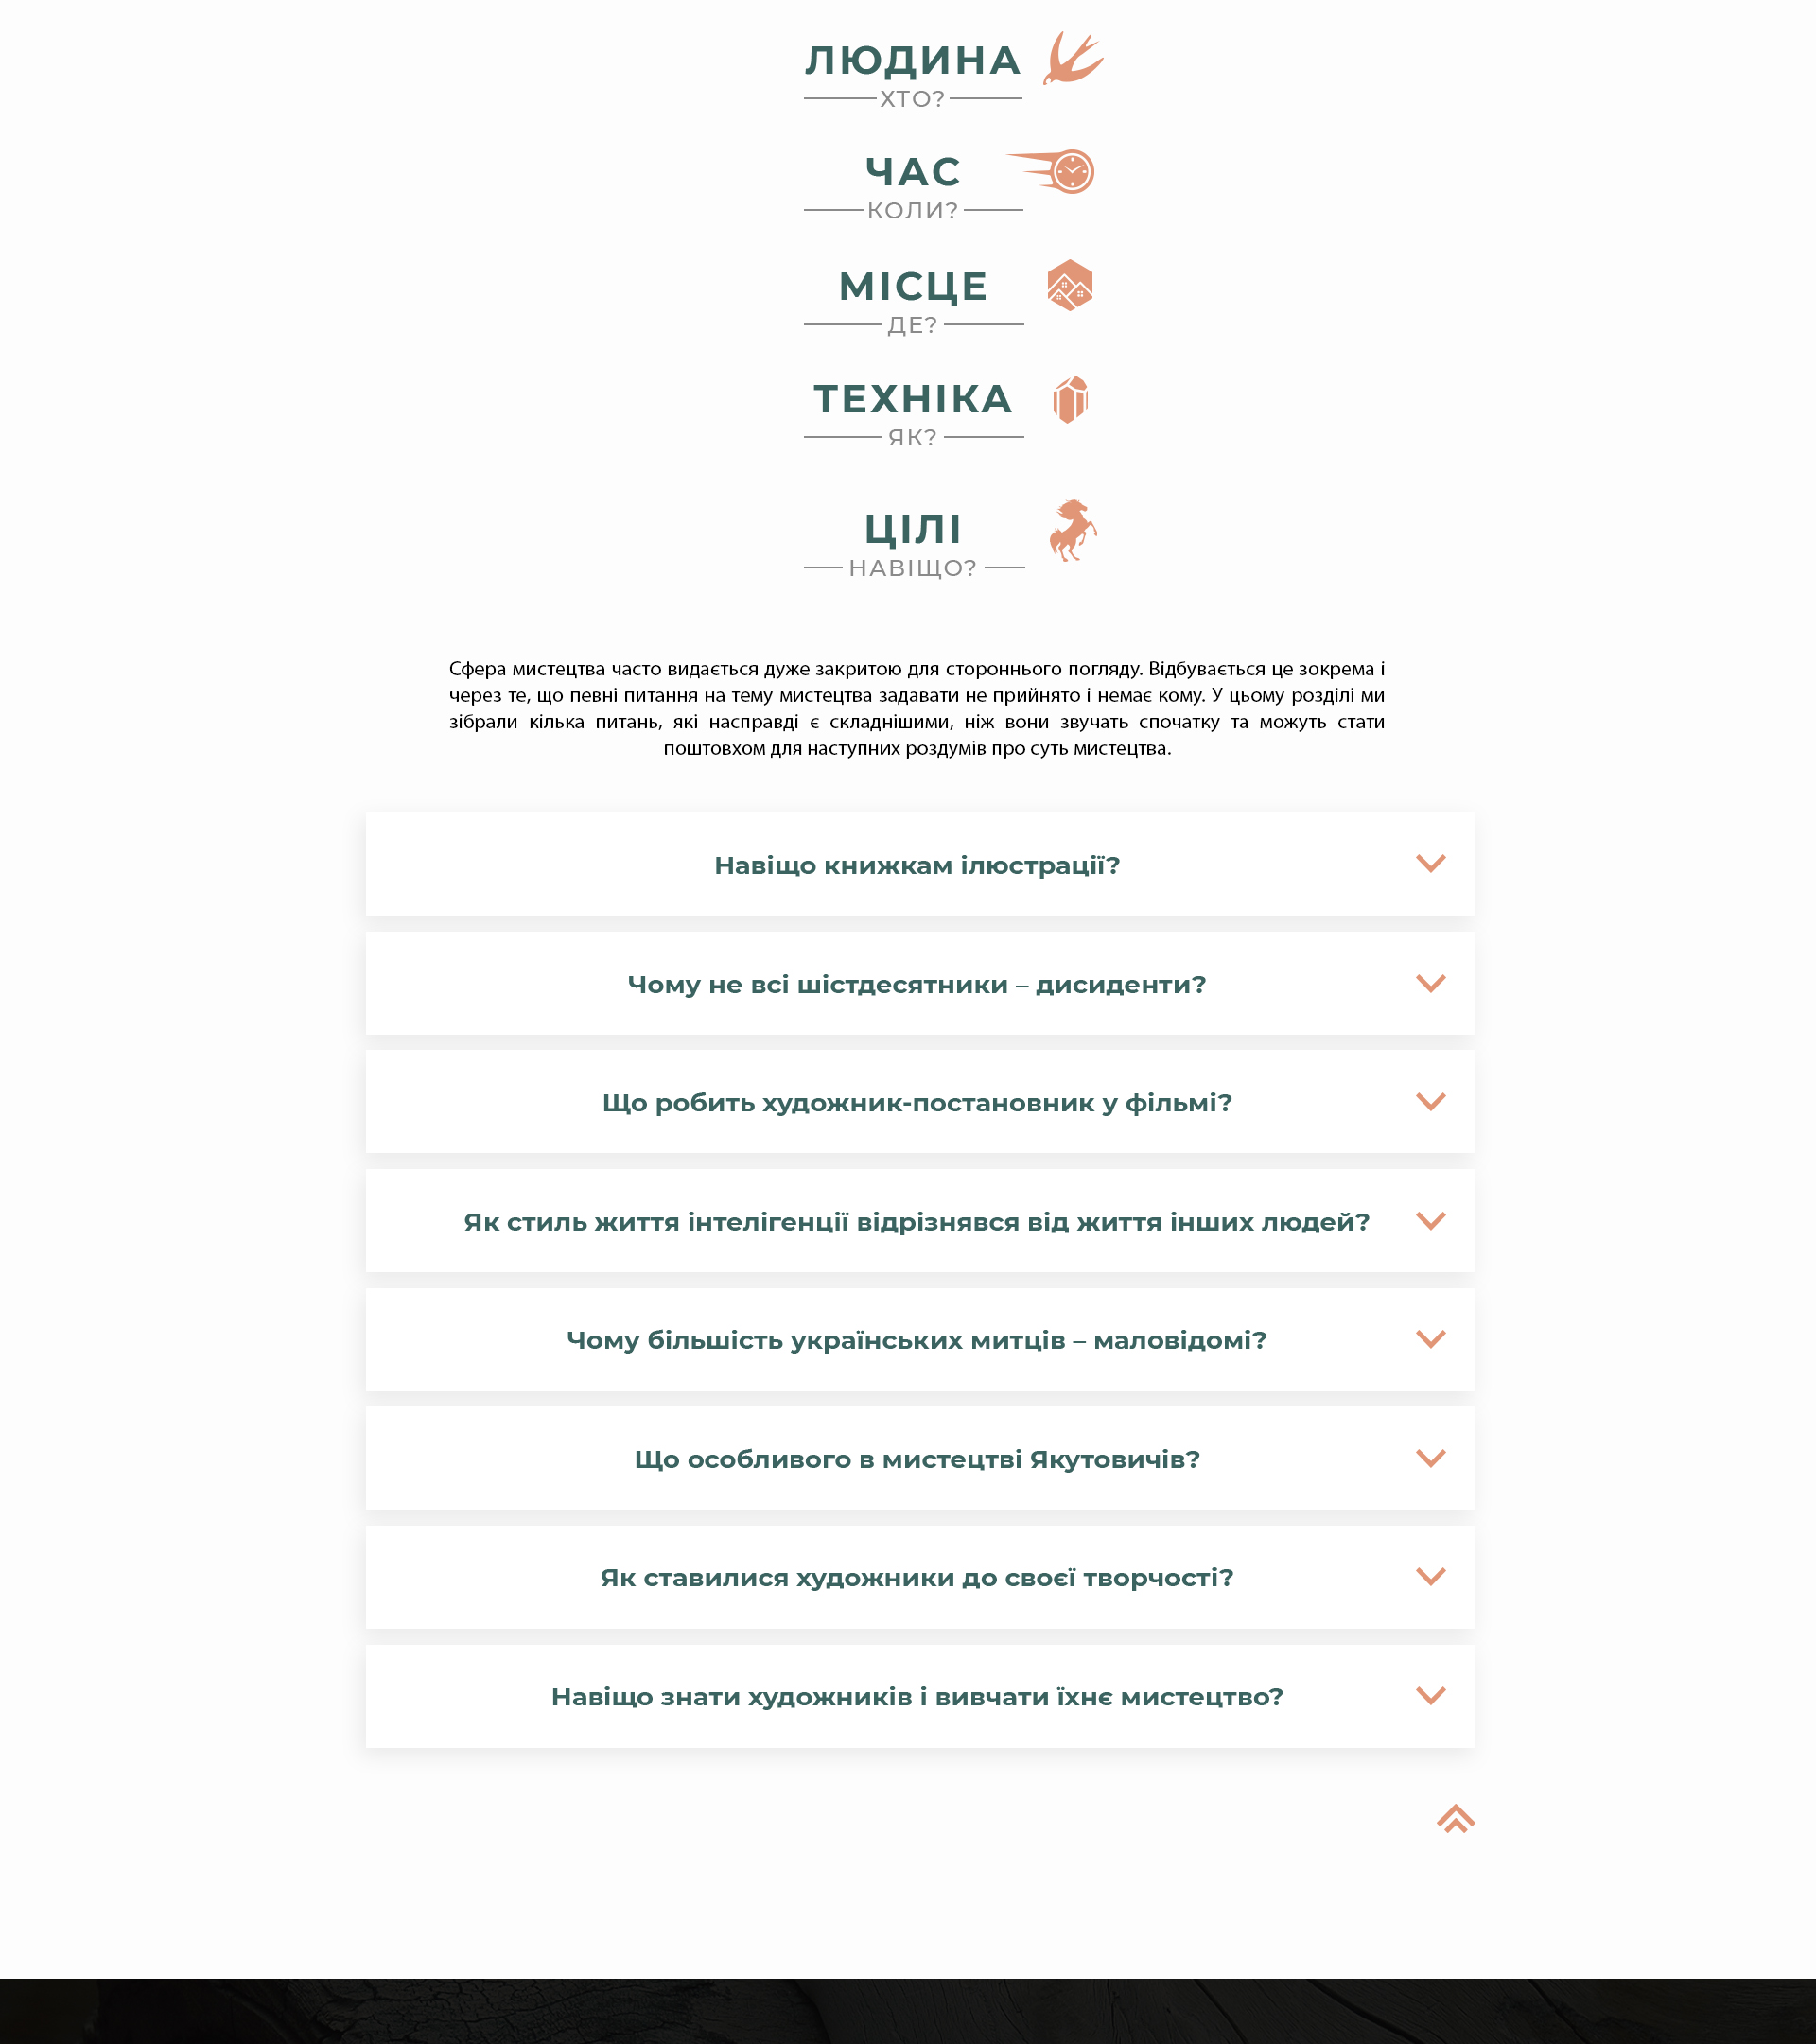 ЛЮДИНА
ХТО?
ЧАС
КОЛИ?
МІСЦЕ
ДЕ?
ТЕХНІКА
ЯК?
ЦІЛІ
НАВІЩО?
Сфера мистецтва часто видається дуже закритою для стороннього погляду. Відбувається це зокрема і
через те, що певні питання на тему мистецтва задавати не прийнято і немає кому. У цьому розділі ми
зібрали кілька питань, які насправді є складнішими, ніж вони звучать спочатку та можуть стати
поштовхом для наступних роздумів про суть мистецтва.
Навіщо книжкам ілюстрації?
Чому не всі шістдесятники – дисиденти?
Що робить художник-постановник у фільмі?
Як стиль життя інтелігенції відрізнявся від життя інших людей?
Чому більшість українських митців – маловідомі?
Що особливого в мистецтві Якутовичів?
Як ставилися художники до своєї творчості?
Навіщо знати художників і вивчати їхнє мистецтво?